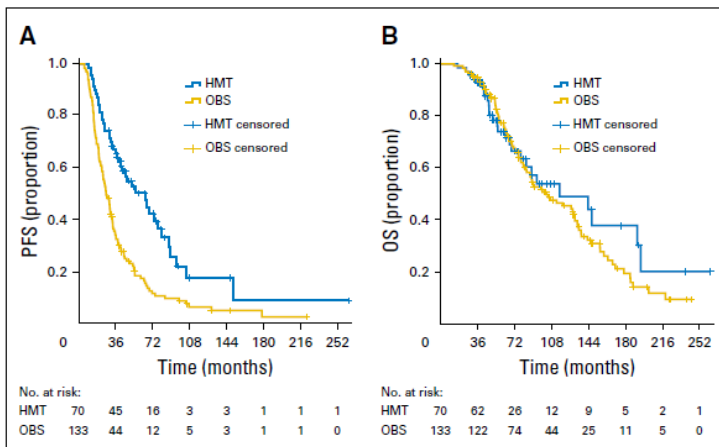 A
PFS (proportion)
1.0
0.8
0.6
0.4
0.2
0
36 72 108 144 180 216 252
Time (months)
HMT
OBS
HMT censored
OBS censored
No. at risk:
HMT 70 45 16 3 3 1 1 1
OBS 133 44 12 5 3 1 1 0
B
OS (proportion)
1.0
0.8
0.6
0.4
0.2
0
36 72 108 144 180 216 252
Time (months)
HMT
OBS
HMT censored
OBS censored
No. at risk:
HMT 70 62 26 12 9 5 2 1
OBS 133 122 74 44 25 11 5 0